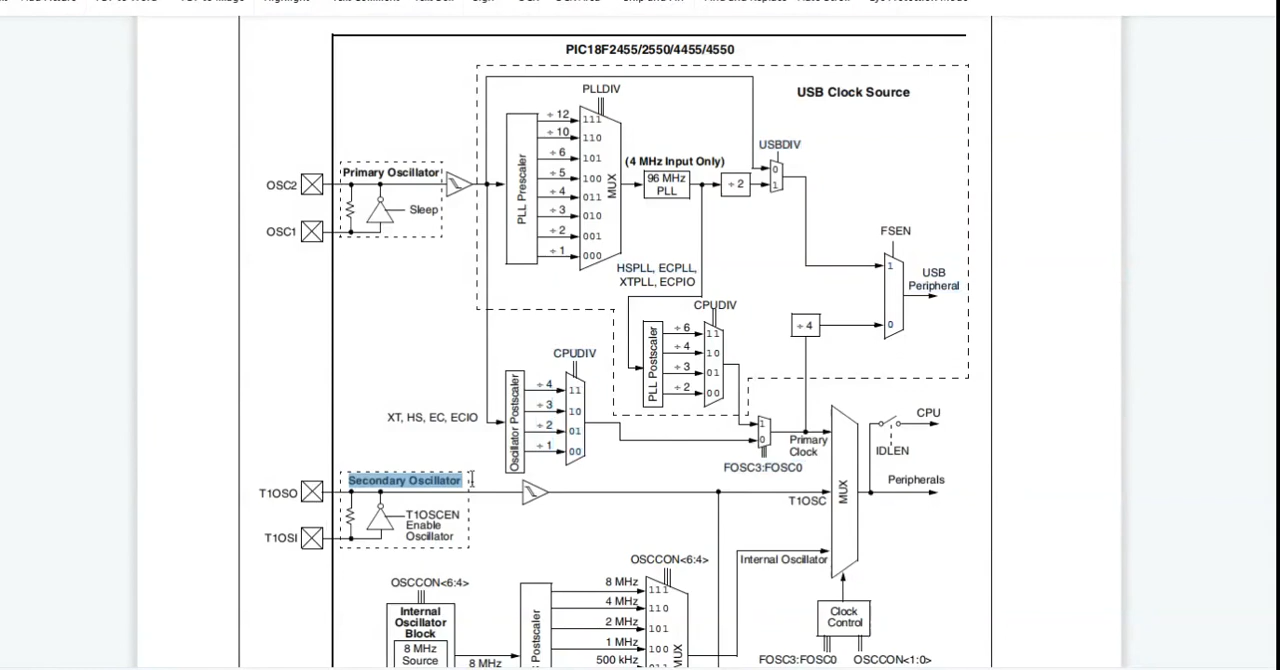 PIC18F2455/2550/4455/4550
PLLDIV
USB Clock Source
÷ 12
111
÷ 10
110
USBDIV
÷ 6
101
(4 MHz Input Only)
0
Primary Oscillator
÷ 5
100
96 MHz
PLL
÷ 2
1
OSC2
PLL Prescaler
MUX
÷ 4
011
Sleep
÷ 3
010
OSC1
÷ 2
001
FSEN
÷ 1
000
1
HSPLL, ECPLL,
XTPLL, ECPIO
USB
Peripheral
CPUDIV
÷ 4
0
PLL Postscaler
÷ 6
11
÷ 4
10
CPUDIV
÷ 3
01
÷ 2
00
Oscillator Postscaler
÷ 4
11
÷ 3
10
XT, HS, EC, ECIO
÷ 2
01
÷ 1
00
1
0
Primary
Clock
CPU
IDLEN
FOSC3:FOSC0
Secondary Oscillator
T1OSO
T1OSC
MUX
Peripherals
T1OSCEN
Enable
Oscillator
T1OSI
OSCCON<6:4>
Internal Oscillator
OSCCON<6:4>
8 MHz
111
Internal
Oscillator
Block
4 MHz
110
Clock
Control
2 MHz
101
8 MHz
Source
8 MHz
Postscaler
1 MHz
100
MUX
500 kHz
FOSC3:FOSC0
OSCCON<1:0>